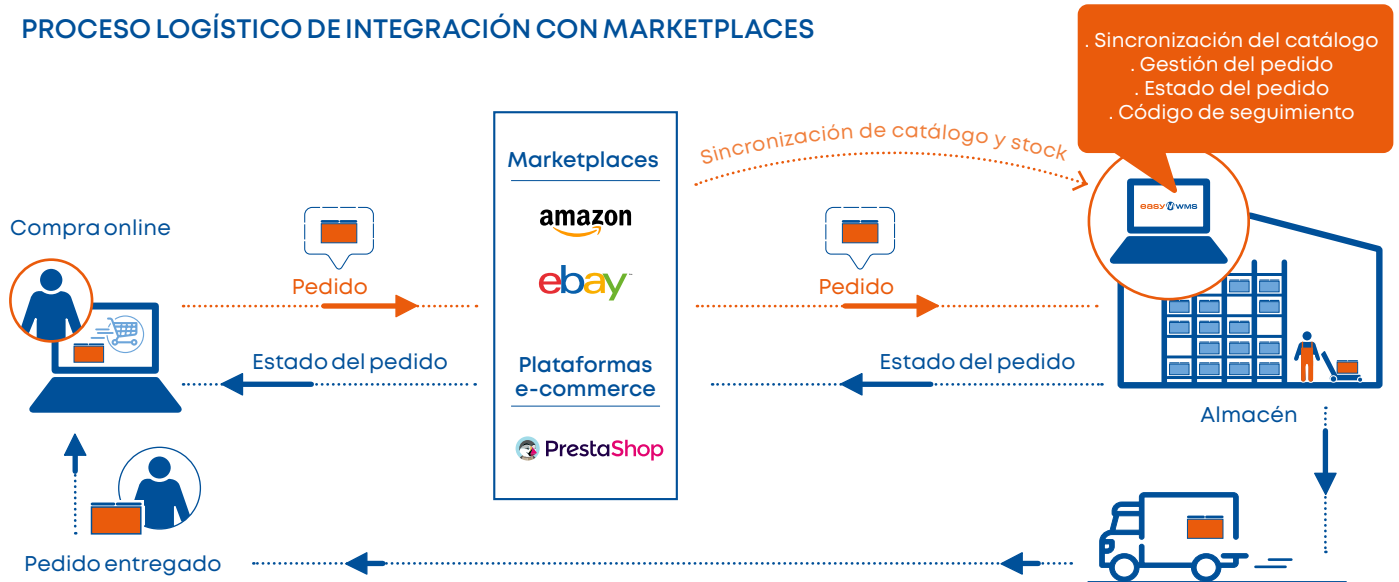 PROCESO LOGÍSTICO DE INTEGRACIÓN CON MARKETPLACES
. Sincronización del catálogo
. Gestión del pedido
. Estado del pedido
. Código de seguimiento
Sincronización de catálogo y stock
Marketplaces
amazon
ebay
Plataformas
e-commerce
PrestaShop
Compra online
Pedido
Estado del pedido
Pedido
Estado del pedido
easy WMS
Almacén
Pedido entregado